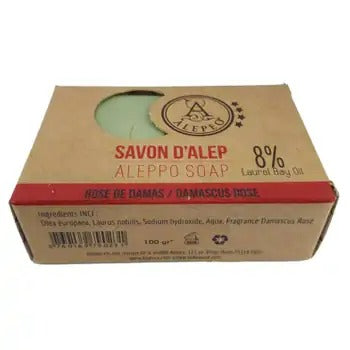 ALEPEO
SAVON D'ALEP
ALEPPO SOAP
8%
Laurel Bay Oil
ROSE DE DAMAS / DAMASCUS ROSE
Ingredients INCI :
Olea europaea, Laurus nobilis, Sodium hydroxide, Aqua, Fragrance Damascus Rose
100 gr